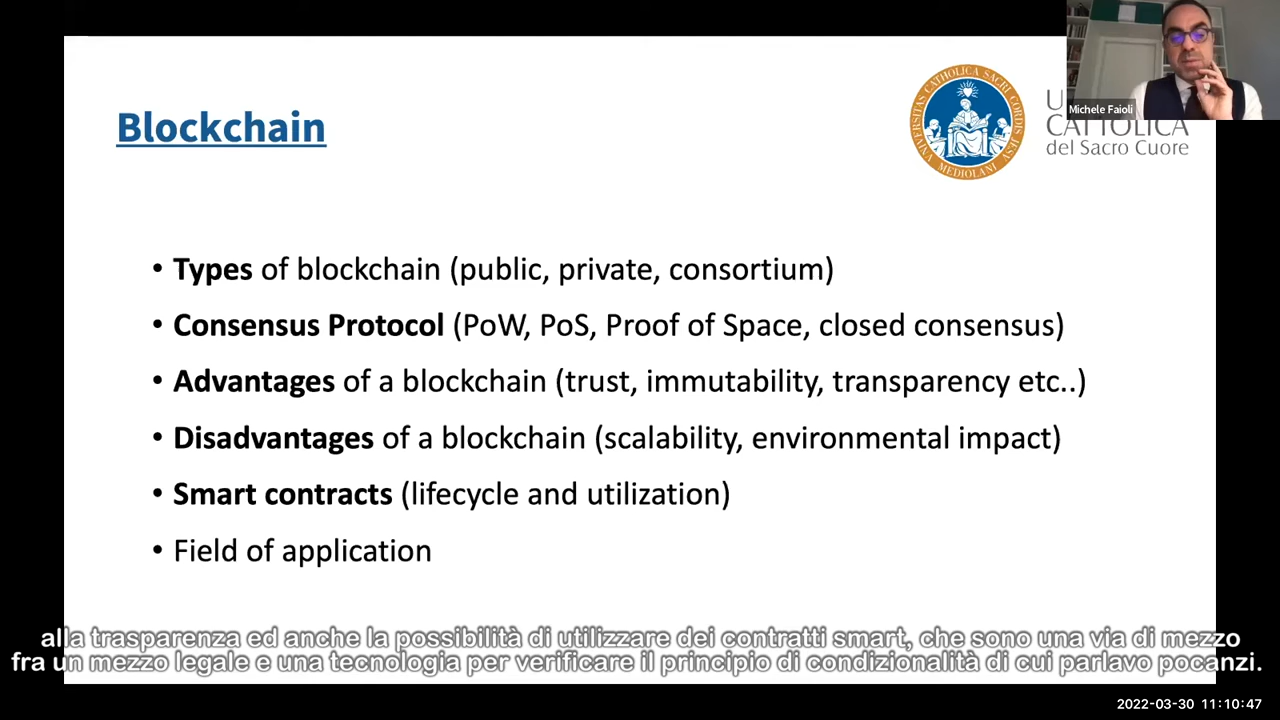 Michele Faioli
UNIVERSITAS CATHOLICA SACRI CORDIS JESU
MEDIOLANI
CATTOLICA
del Sacro Cuore
Blockchain
• Types of blockchain (public, private, consortium)
• Consensus Protocol (PoW, PoS, Proof of Space, closed consensus)
• Advantages of a blockchain (trust, immutability, transparency etc..)
• Disadvantages of a blockchain (scalability, environmental impact)
• Smart contracts (lifecycle and utilization)
• Field of application
alla trasparenza ed anche la possibilità di utilizzare dei contratti smart, che sono una via di mezzo
fra un mezzo legale e una tecnologia per verificare il principio di condizionalità di cui parlavo pocanzi.
2022-03-30 11:10:47